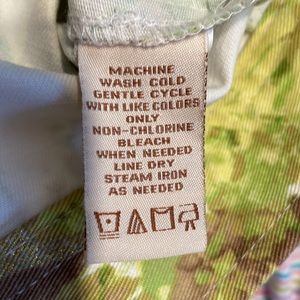 MACHINE
WASH COLD
GENTLE CYCLE
WITH LIKE COLORS
ONLY
NON-CHLORINE
BLEACH
WHEN NEEDED
LINE DRY
STEAM IRON
AS NEEDED